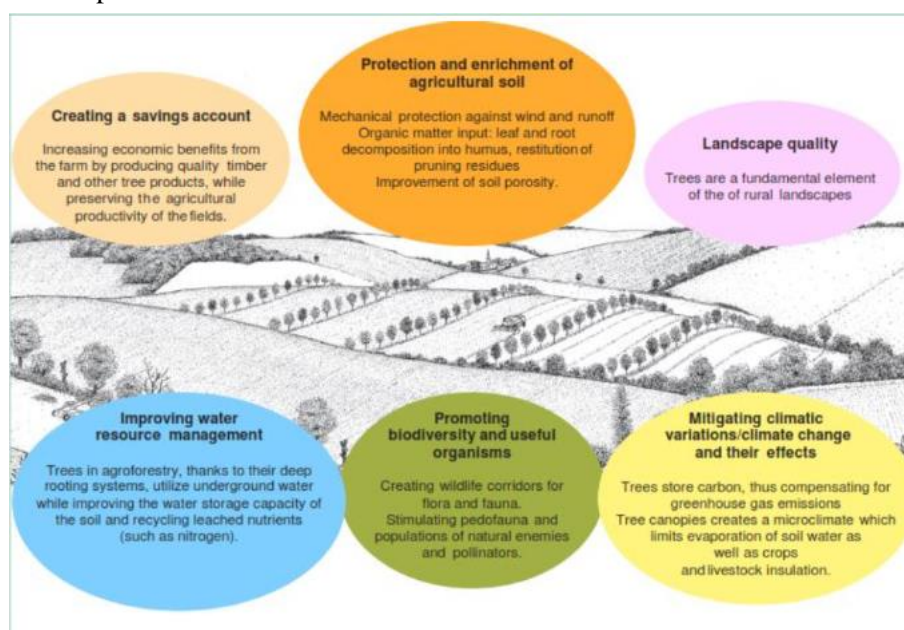 Protection and enrichment of
agricultural soil
Mechanical protection against wind and runoff
Organic matter input: leaf and root
decomposition into humus, restitution of
pruning residues
Improvement of soil porosity.
Creating a savings account
Increasing economic benefits from
the farm by producing quality timber
and other tree products, while
preserving the agricultural
productivity of the fields.
Landscape quality
Trees are a fundamental element
of the of rural landscapes
Improving water
resource management
Trees in agroforestry, thanks to their deep
rooting systems, utilize underground water
while improving the water storage capacity of
the soil and recycling leached nutrients
(such as nitrogen).
Promoting
biodiversity and useful
organisms
Creating wildlife corridors for
flora and fauna.
Stimulating pedofauna and
populations of natural enemies
and pollinators.
Mitigating climatic
variations/climate change
and their effects
Trees store carbon, thus compensating for
greenhouse gas emissions
Tree canopies creates a microclimate which
limits evaporation of soil water as
well as crops
and livestock insulation.